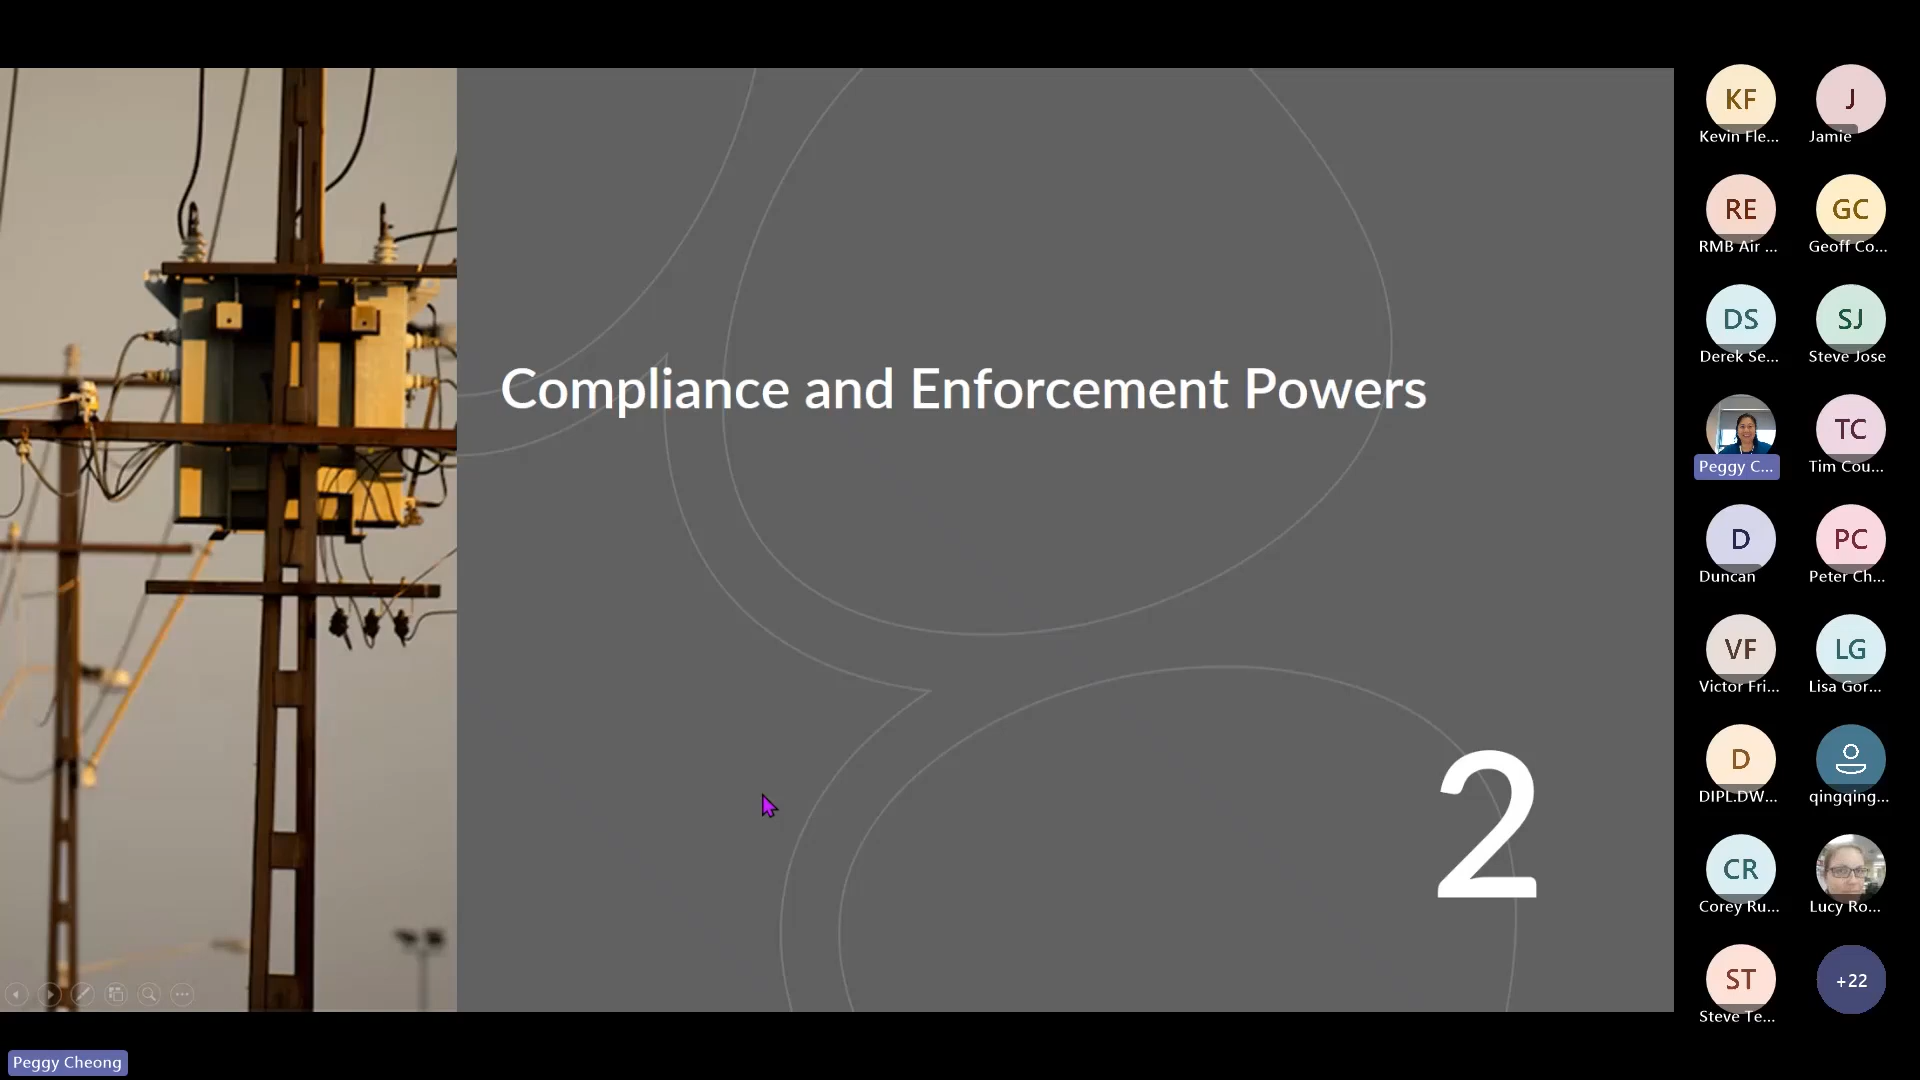 Compliance and Enforcement Powers
2
KF
Kevin Fle...
J
Jamie
RE
RMB Air ...
GC
Geoff Co...
DS
Derek Se...
SJ
Steve Jose
Peggy C...
TC
Tim Cou...
D
Duncan
PC
Peter Ch...
VF
Victor Fri...
LG
Lisa Gor...
D
DIPL.DW...
qingqing...
CR
Corey Ru...
Lucy Ro...
ST
Steve Te...
+22
Peggy Cheong